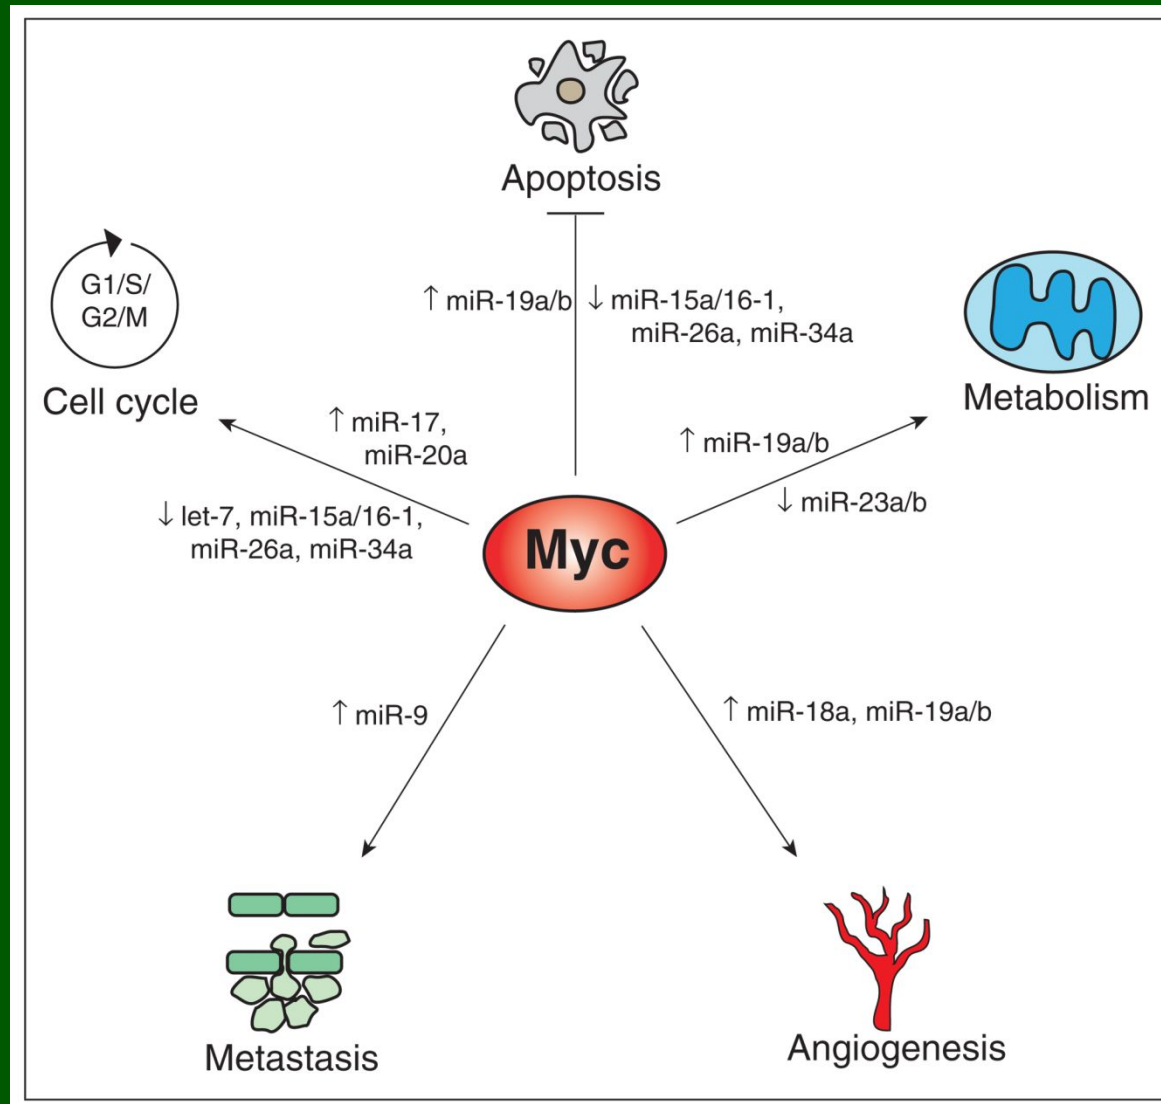 Apoptosis
G1/S/
G2/M
Cell cycle
↑ miR-19a/b
↓ miR-15a/16-1,
miR-26a, miR-34a
Metabolism
↑ miR-17,
miR-20a
↑ miR-19a/b
↓ let-7, miR-15a/16-1,
miR-26a, miR-34a
↓ miR-23a/b
Myc
↑ miR-9
↑ miR-18a, miR-19a/b
Metastasis
Angiogenesis